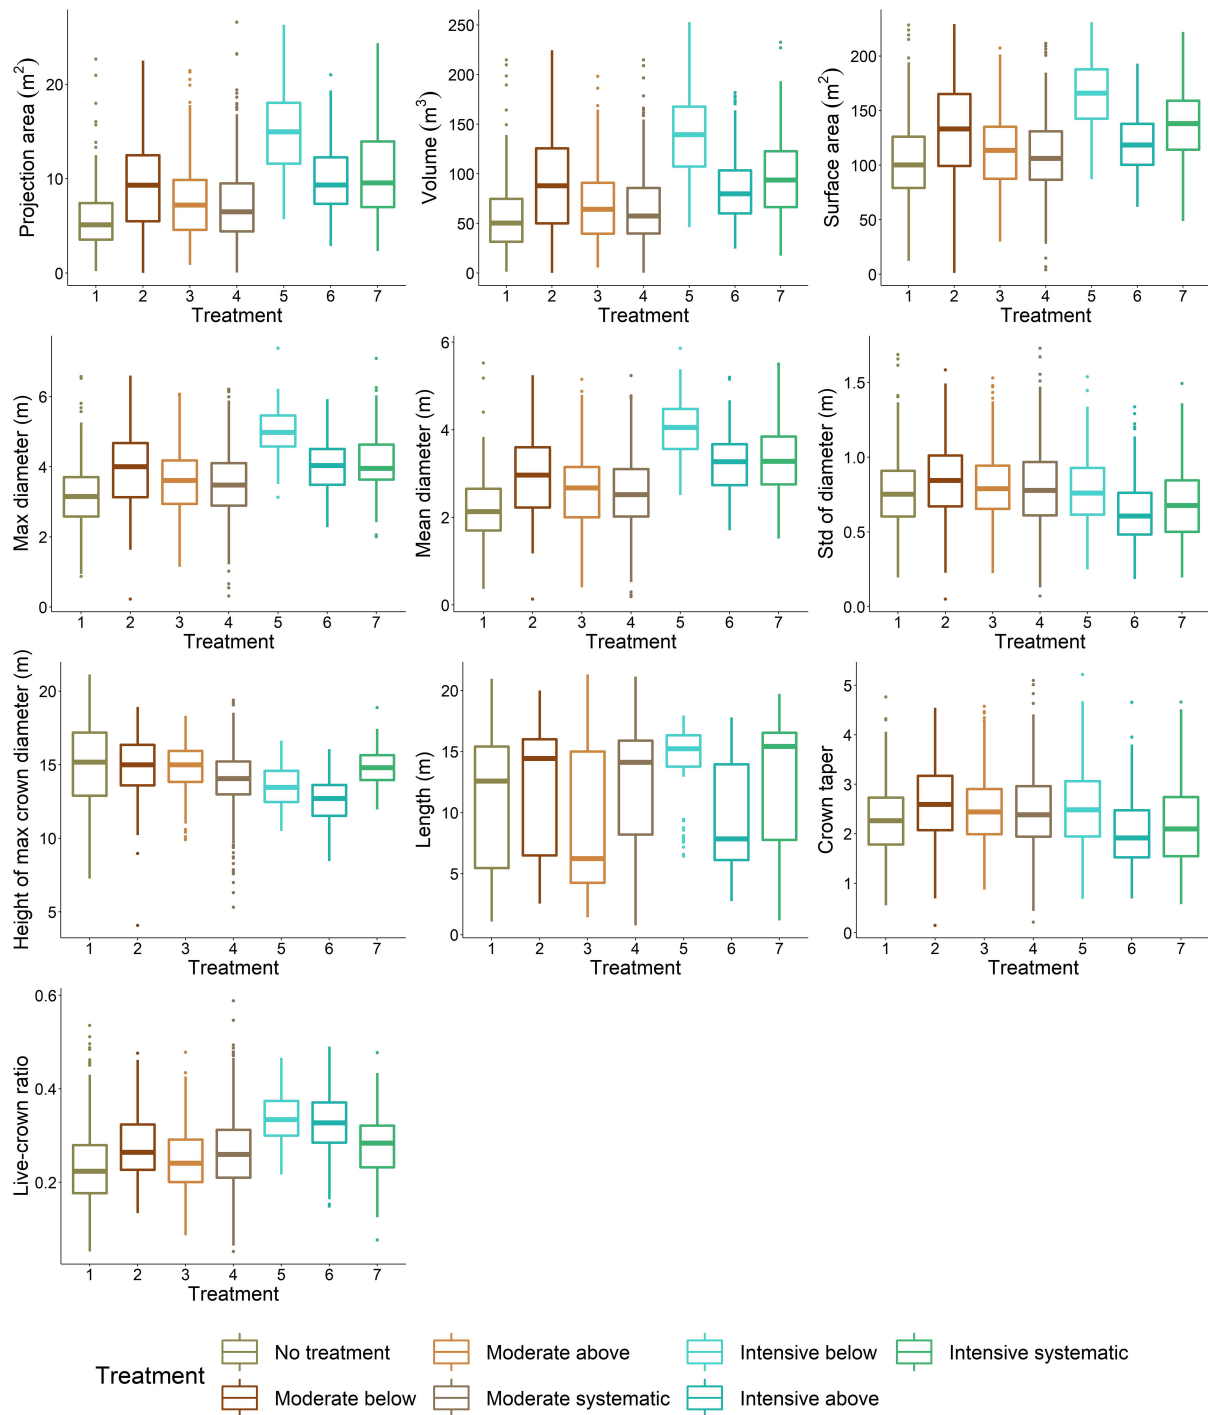 Projection area (m²)
20
10
0
1 2 3 4 5 6 7
Treatment
Volume (m³)
250
200
150
100
50
0
1 2 3 4 5 6 7
Treatment
Surface area (m²)
200
150
100
50
0
1 2 3 4 5 6 7
Treatment
Max diameter (m)
6
4
2
0
1 2 3 4 5 6 7
Treatment
Mean diameter (m)
6
4
2
0
1 2 3 4 5 6 7
Treatment
Std of diameter (m)
1.5
1.0
0.5
0.0
1 2 3 4 5 6 7
Treatment
Height of max crown diameter (m)
20
15
10
5
1 2 3 4 5 6 7
Treatment
Length (m)
20
15
10
5
0
1 2 3 4 5 6 7
Treatment
Crown taper
5
4
3
2
1
0
1 2 3 4 5 6 7
Treatment
Live-crown ratio
0.6
0.4
0.2
1 2 3 4 5 6 7
Treatment
Treatment
No treatment
Moderate above
Intensive below
Intensive systematic
Moderate below
Moderate systematic
Intensive above